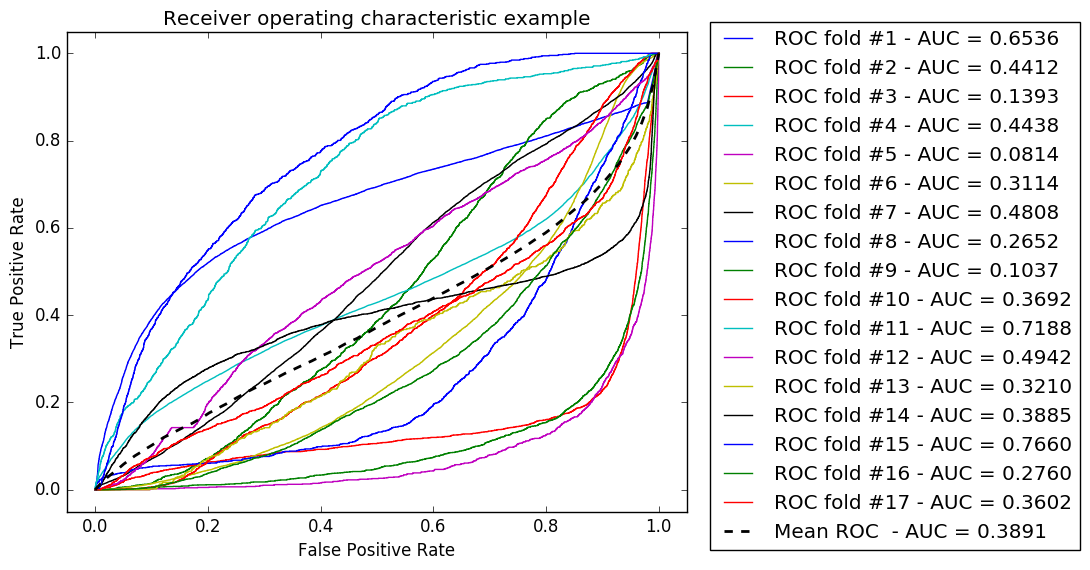 Receiver operating characteristic example
1.0
0.8
0.6
0.4
0.2
0.0
True Positive Rate
0.0 0.2 0.4 0.6 0.8 1.0
False Positive Rate
ROC fold #1 - AUC = 0.6536
ROC fold #2 - AUC = 0.4412
ROC fold #3 - AUC = 0.1393
ROC fold #4 - AUC = 0.4438
ROC fold #5 - AUC = 0.0814
ROC fold #6 - AUC = 0.3114
ROC fold #7 - AUC = 0.4808
ROC fold #8 - AUC = 0.2652
ROC fold #9 - AUC = 0.1037
ROC fold #10 - AUC = 0.3692
ROC fold #11 - AUC = 0.7188
ROC fold #12 - AUC = 0.4942
ROC fold #13 - AUC = 0.3210
ROC fold #14 - AUC = 0.3885
ROC fold #15 - AUC = 0.7660
ROC fold #16 - AUC = 0.2760
ROC fold #17 - AUC = 0.3602
Mean ROC  - AUC = 0.3891